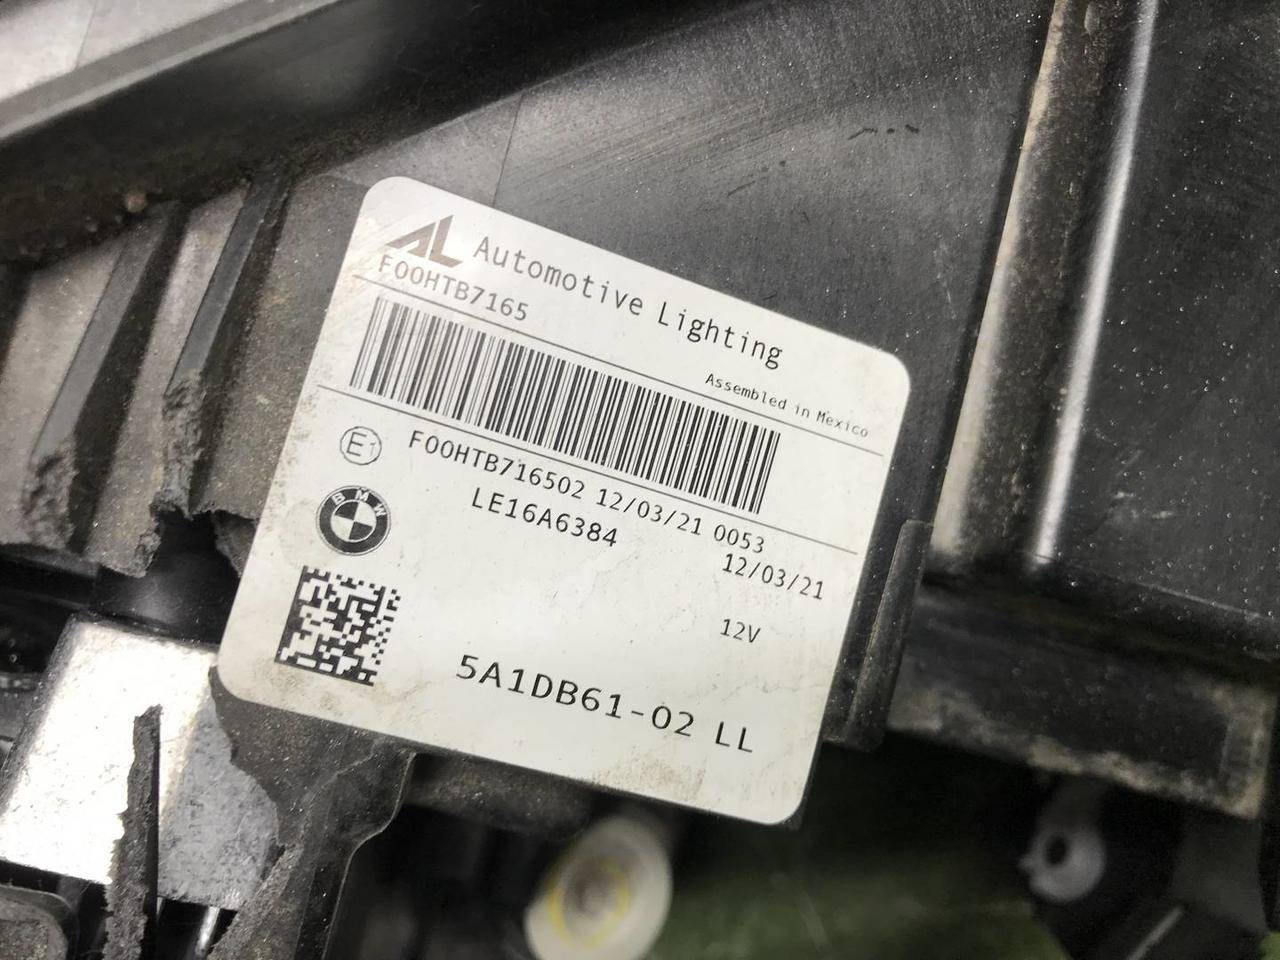 AL Automotive Lighting
F00HTB7165
Assembled in Mexico
E1
F00HTB716502 12/03/21 0053
BMW
LE16A6384
12/03/21
12V
5A1DB61-02 LL